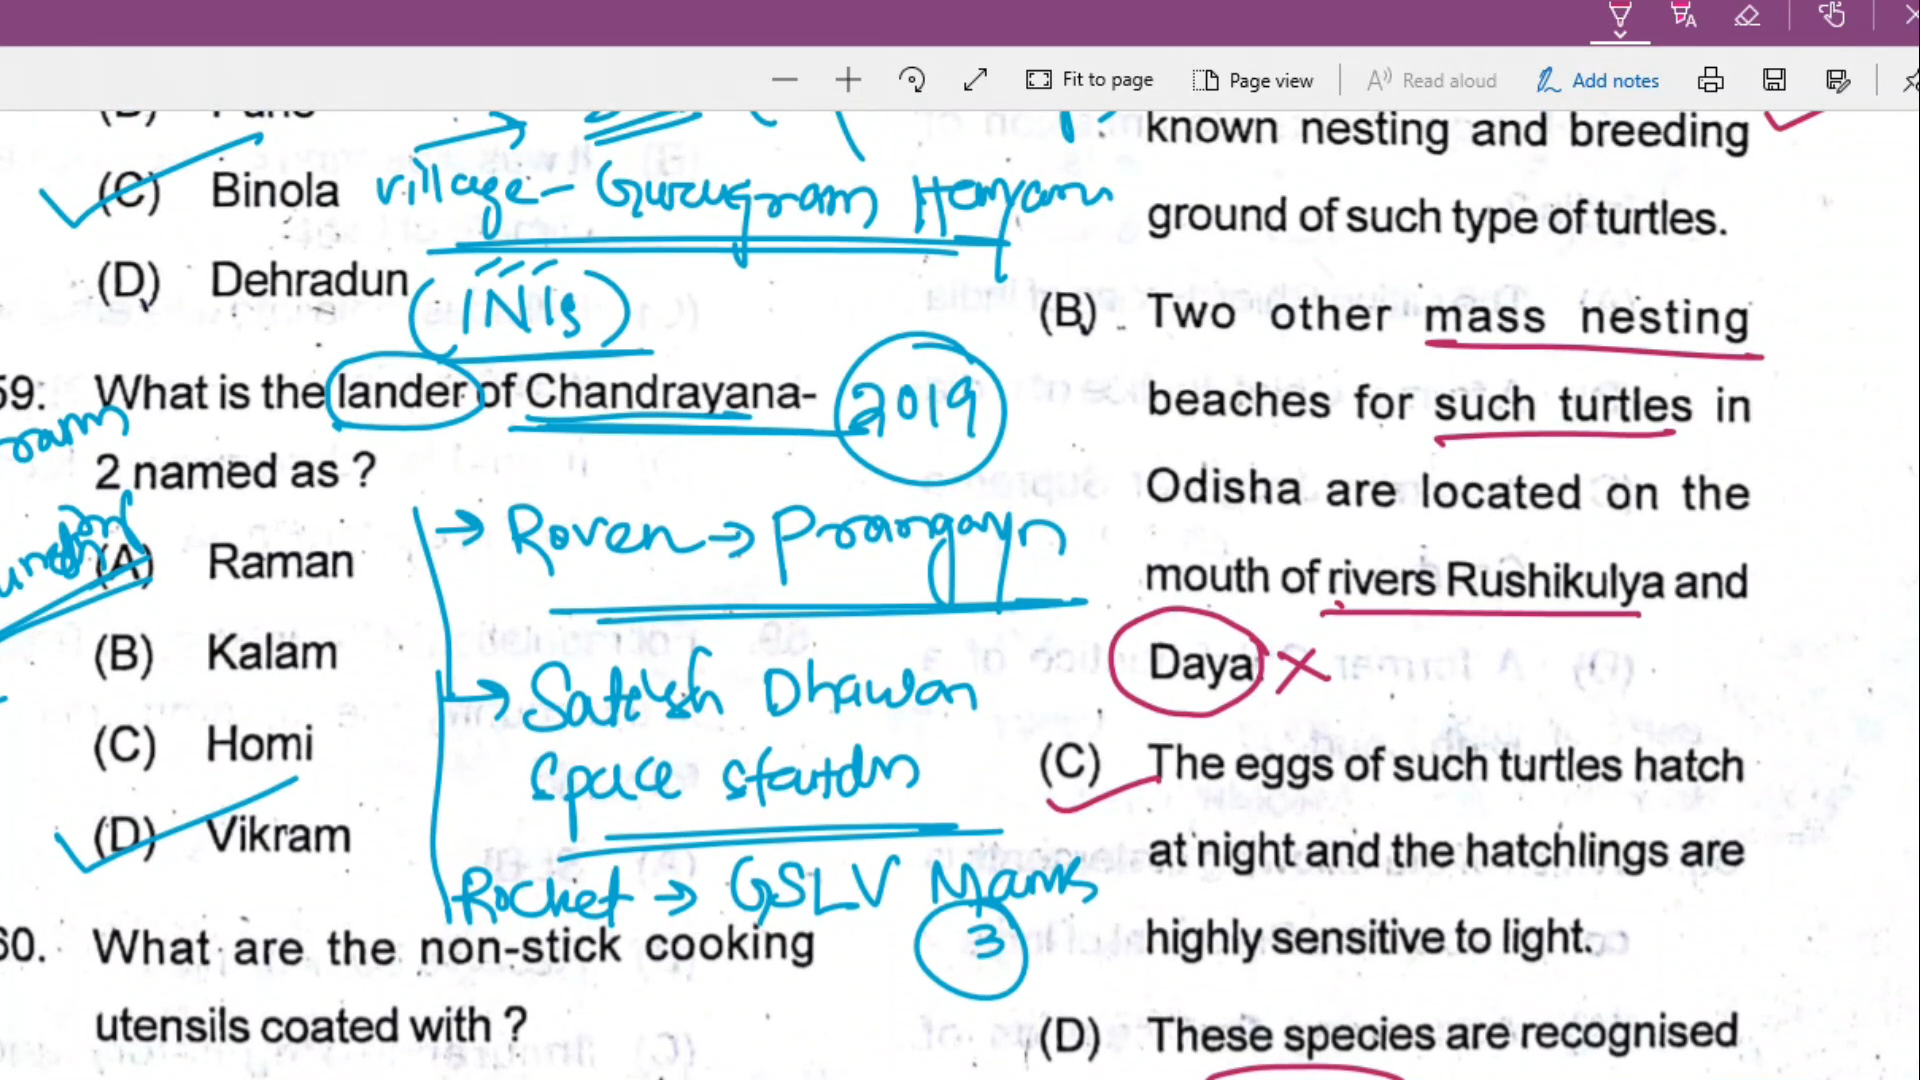 Fit to page
Page view
Read aloud
Add notes
(C) Binola village - Gurugram
(D) Dehradun
59. What is the lander of Chandrayana-
2019
2 named as ?
(A) Raman
(B) Kalam
(C) Homi
(D) Vikram
→ Rover →
→ Satish Dhawan
space station
Rocket → GSLV Mark
3
60. What are the non-stick cooking
utensils coated with ?
known nesting and breeding
ground of such type of turtles.
(B) Two other mass nesting
beaches for such turtles in
Odisha are located on the
mouth of rivers Rushikulya and
Daya
(C) The eggs of such turtles hatch
at night and the hatchlings are
highly sensitive to light.
(D) These species are recognised